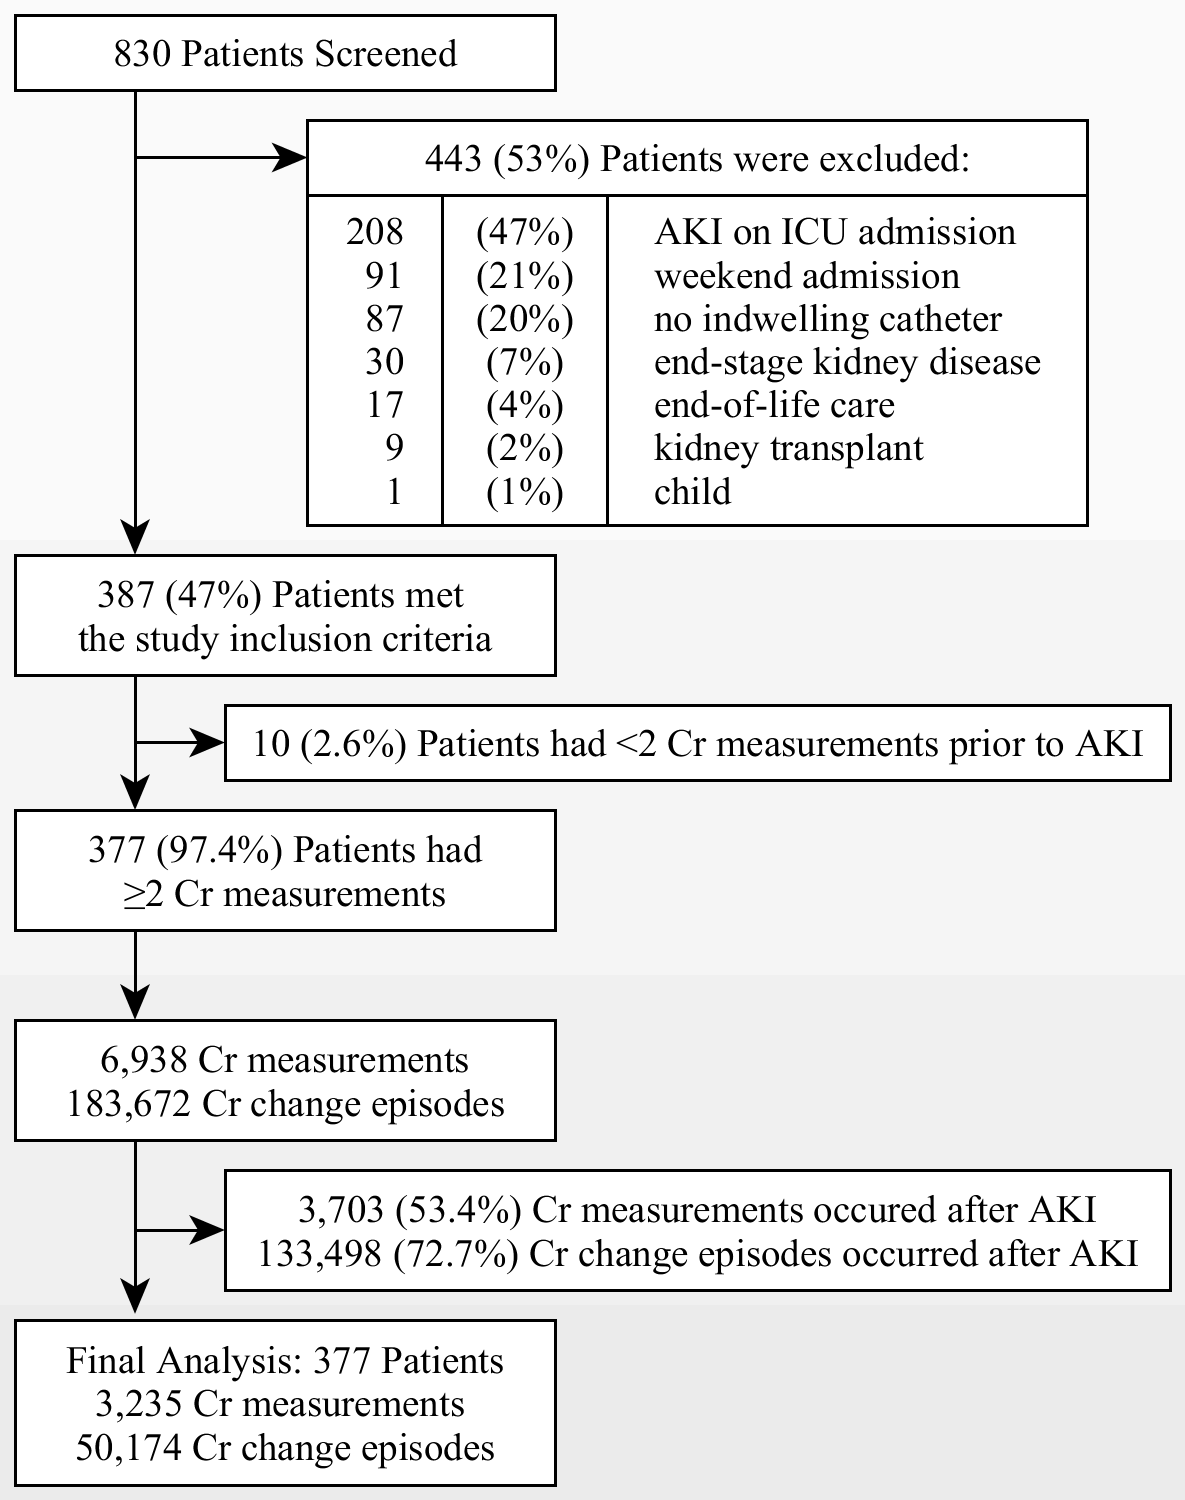 830 Patients Screened
443 (53%) Patients were excluded:
208 (47%) AKI on ICU admission
91 (21%) weekend admission
87 (20%) no indwelling catheter
30 (7%) end-stage kidney disease
17 (4%) end-of-life care
9 (2%) kidney transplant
1 (1%) child
387 (47%) Patients met
the study inclusion criteria
10 (2.6%) Patients had <2 Cr measurements prior to AKI
377 (97.4%) Patients had
≥2 Cr measurements
6,938 Cr measurements
183,672 Cr change episodes
3,703 (53.4%) Cr measurements occured after AKI
133,498 (72.7%) Cr change episodes occurred after AKI
Final Analysis: 377 Patients
3,235 Cr measurements
50,174 Cr change episodes